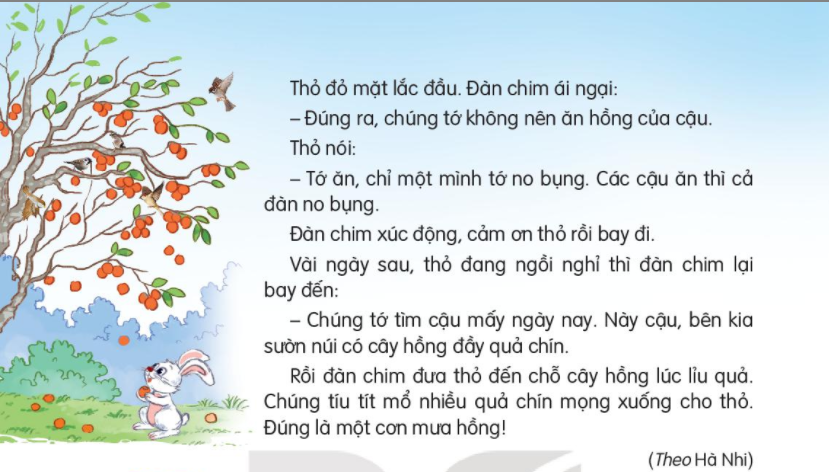 Thỏ đỏ mặt lắc đầu. Đàn chim ái ngại:
– Đúng ra, chúng tớ không nên ăn hồng của cậu.
Thỏ nói:
– Tớ ăn, chỉ một mình tớ no bụng. Các cậu ăn thì cả
đàn no bụng.
Đàn chim xúc động, cảm ơn thỏ rồi bay đi.
Vài ngày sau, thỏ đang ngồi nghỉ thì đàn chim lại
bay đến:
– Chúng tớ tìm cậu mấy ngày nay. Này cậu, bên kia
sườn núi có cây hồng đầy quả chín.
Rồi đàn chim đưa thỏ đến chỗ cây hồng lúc lỉu quả.
Chúng tíu tít mổ nhiều quả chín mọng xuống cho thỏ.
Đúng là một cơn mưa hồng!
(Theo Hà Nhi)